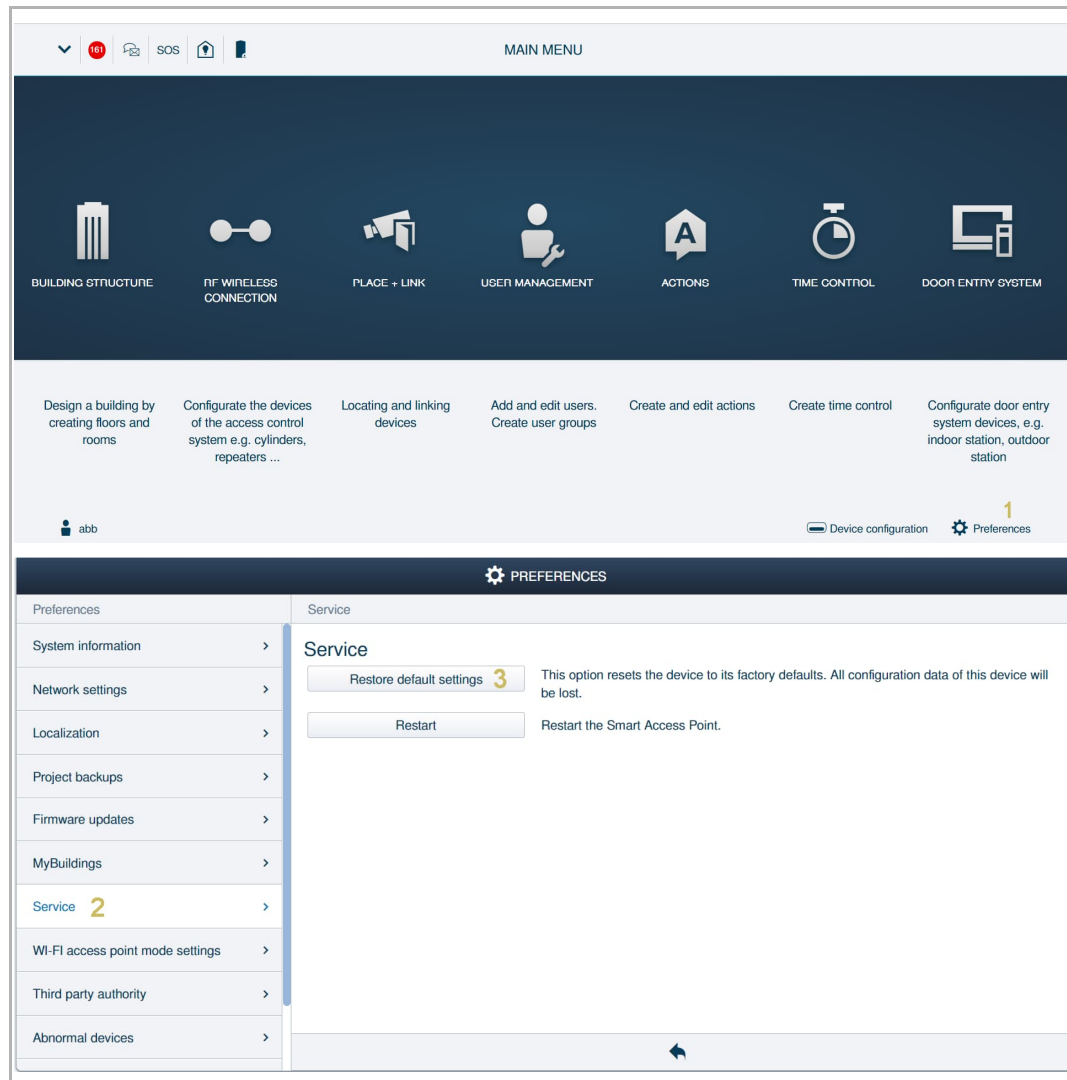 161 SOS MAIN MENU
A
BUILDING STRUCTURE RF WIRELESS PLACE + LINK USER MANAGEMENT ACTIONS TIME CONTROL DOOR ENTRY SYSTEM
CONNECTION
Design a building by Configurate the devices Locating and linking Add and edit users. Create and edit actions Create time control Configurate door entry
creating floors and of the access control devices Create user groups system devices, e.g.
rooms system e.g. cylinders, indoor station, outdoor
repeaters ... station
1
abb Device configuration Preferences
PREFERENCES
Preferences Service
System information
Network settings
Localization
Project backups
Firmware updates
MyBuildings
Service 2
WI-FI access point mode settings
Third party authority
Abnormal devices
Service
Restore default settings 3 This option resets the device to its factory defaults. All configuration data of this device will
be lost.
Restart Restart the Smart Access Point.